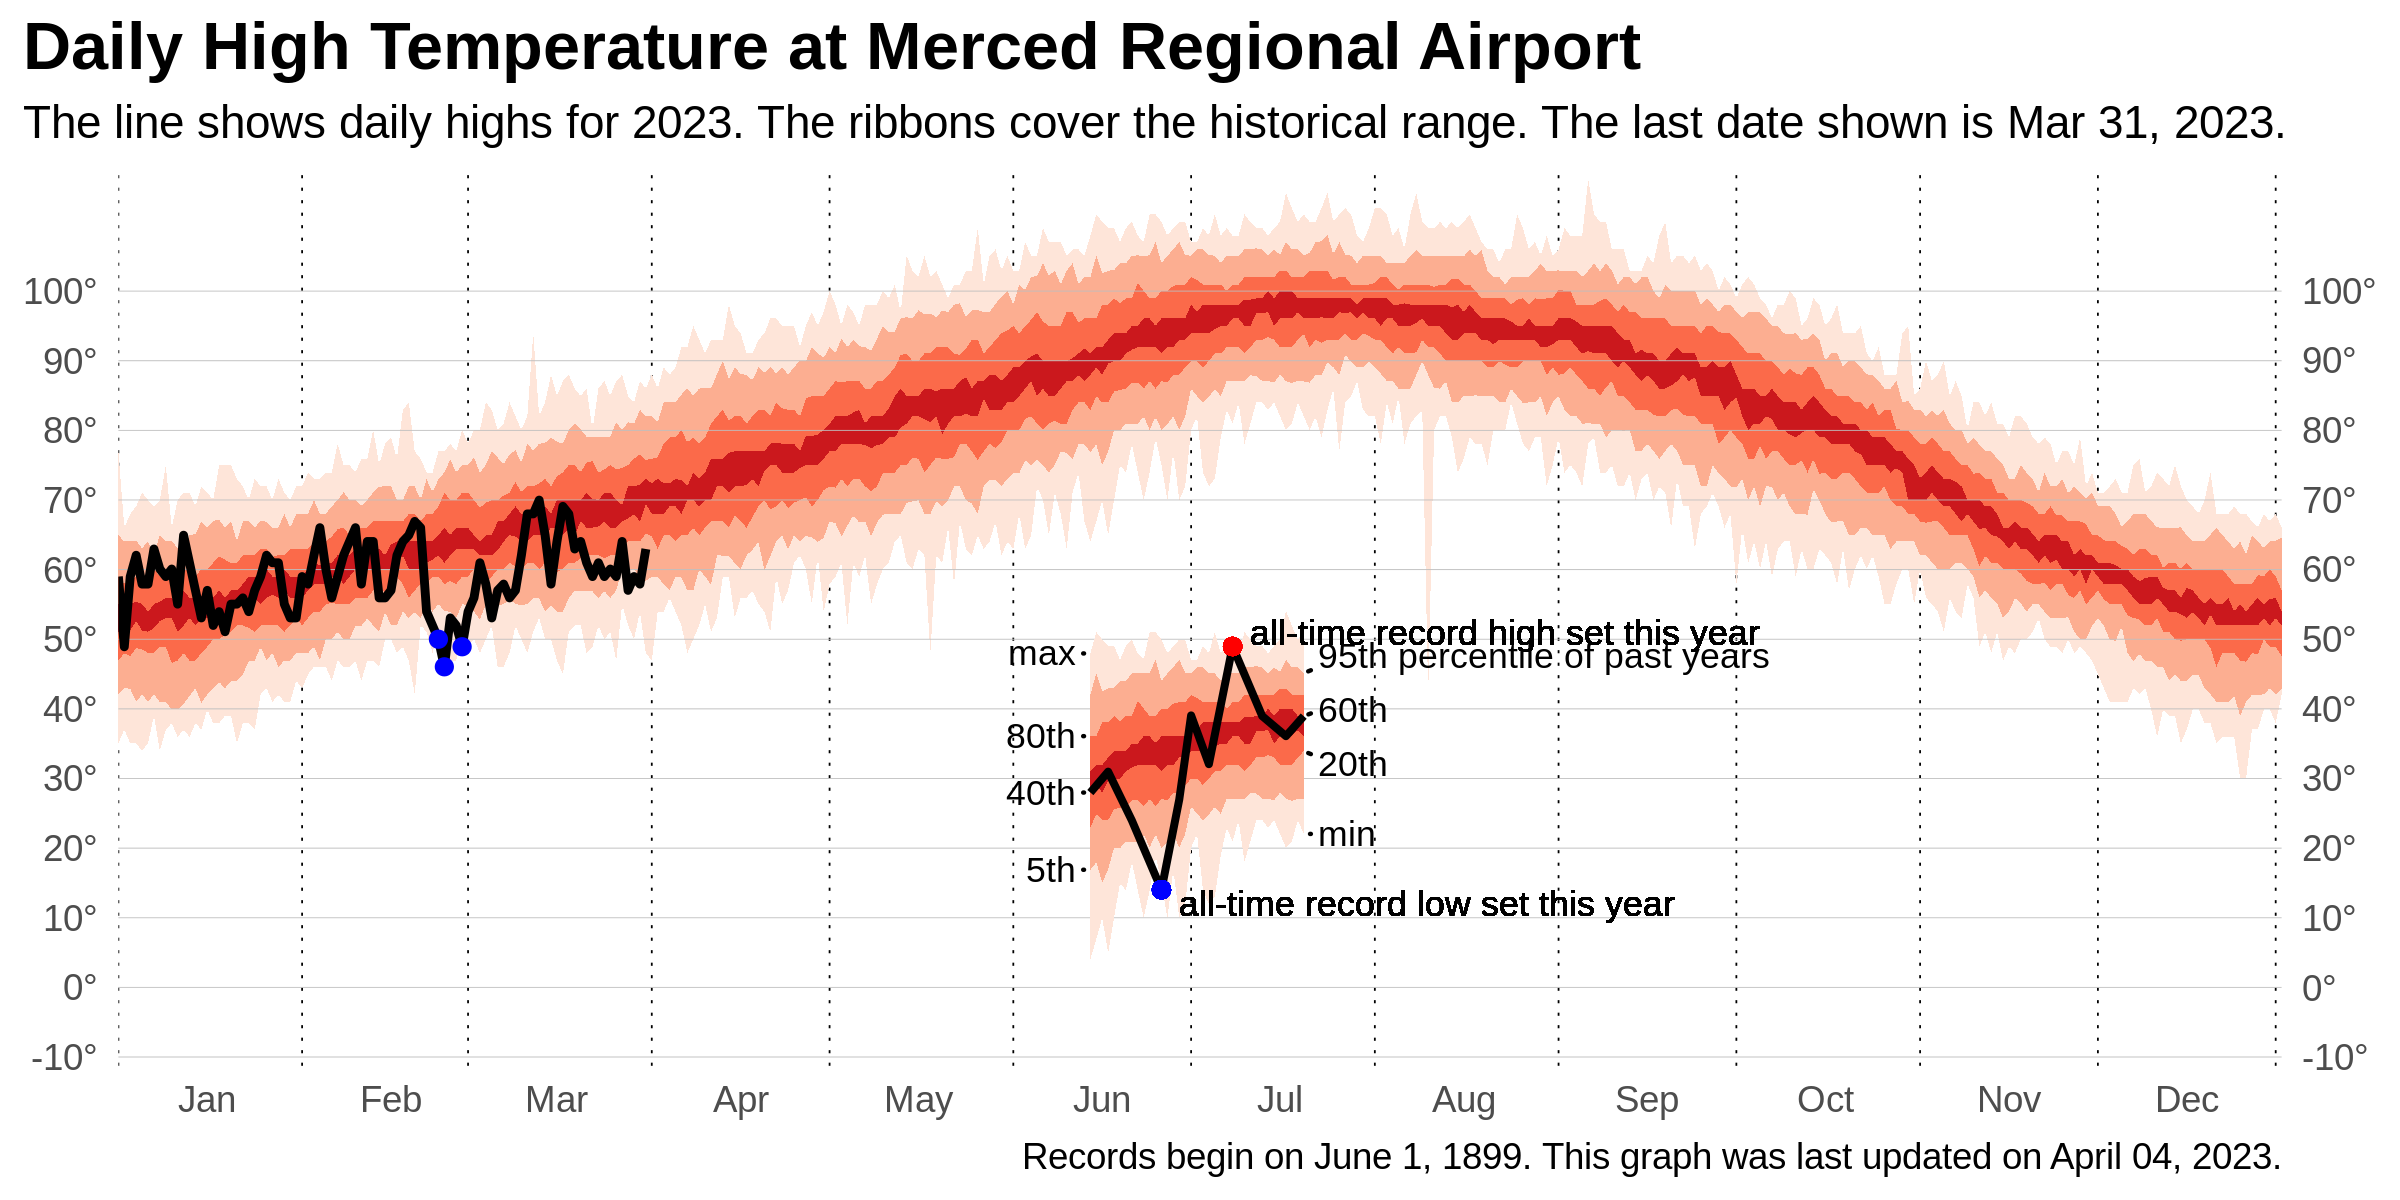 Daily High Temperature at Merced Regional Airport
The line shows daily highs for 2023. The ribbons cover the historical range. The last date shown is Mar 31, 2023.
100° 100°
90° 90°
80° 80°
70° 70°
60° 60°
50° 50°
40° 40°
30° 30°
20° 20°
10° 10°
0° 0°
-10° -10°
all-time record high set this year
max
95th percentile of past years
60th
80th
20th
40th
min
5th
all-time record low set this year
Jan Feb Mar Apr May Jun Jul Aug Sep Oct Nov Dec
Records begin on June 1, 1899. This graph was last updated on April 04, 2023.